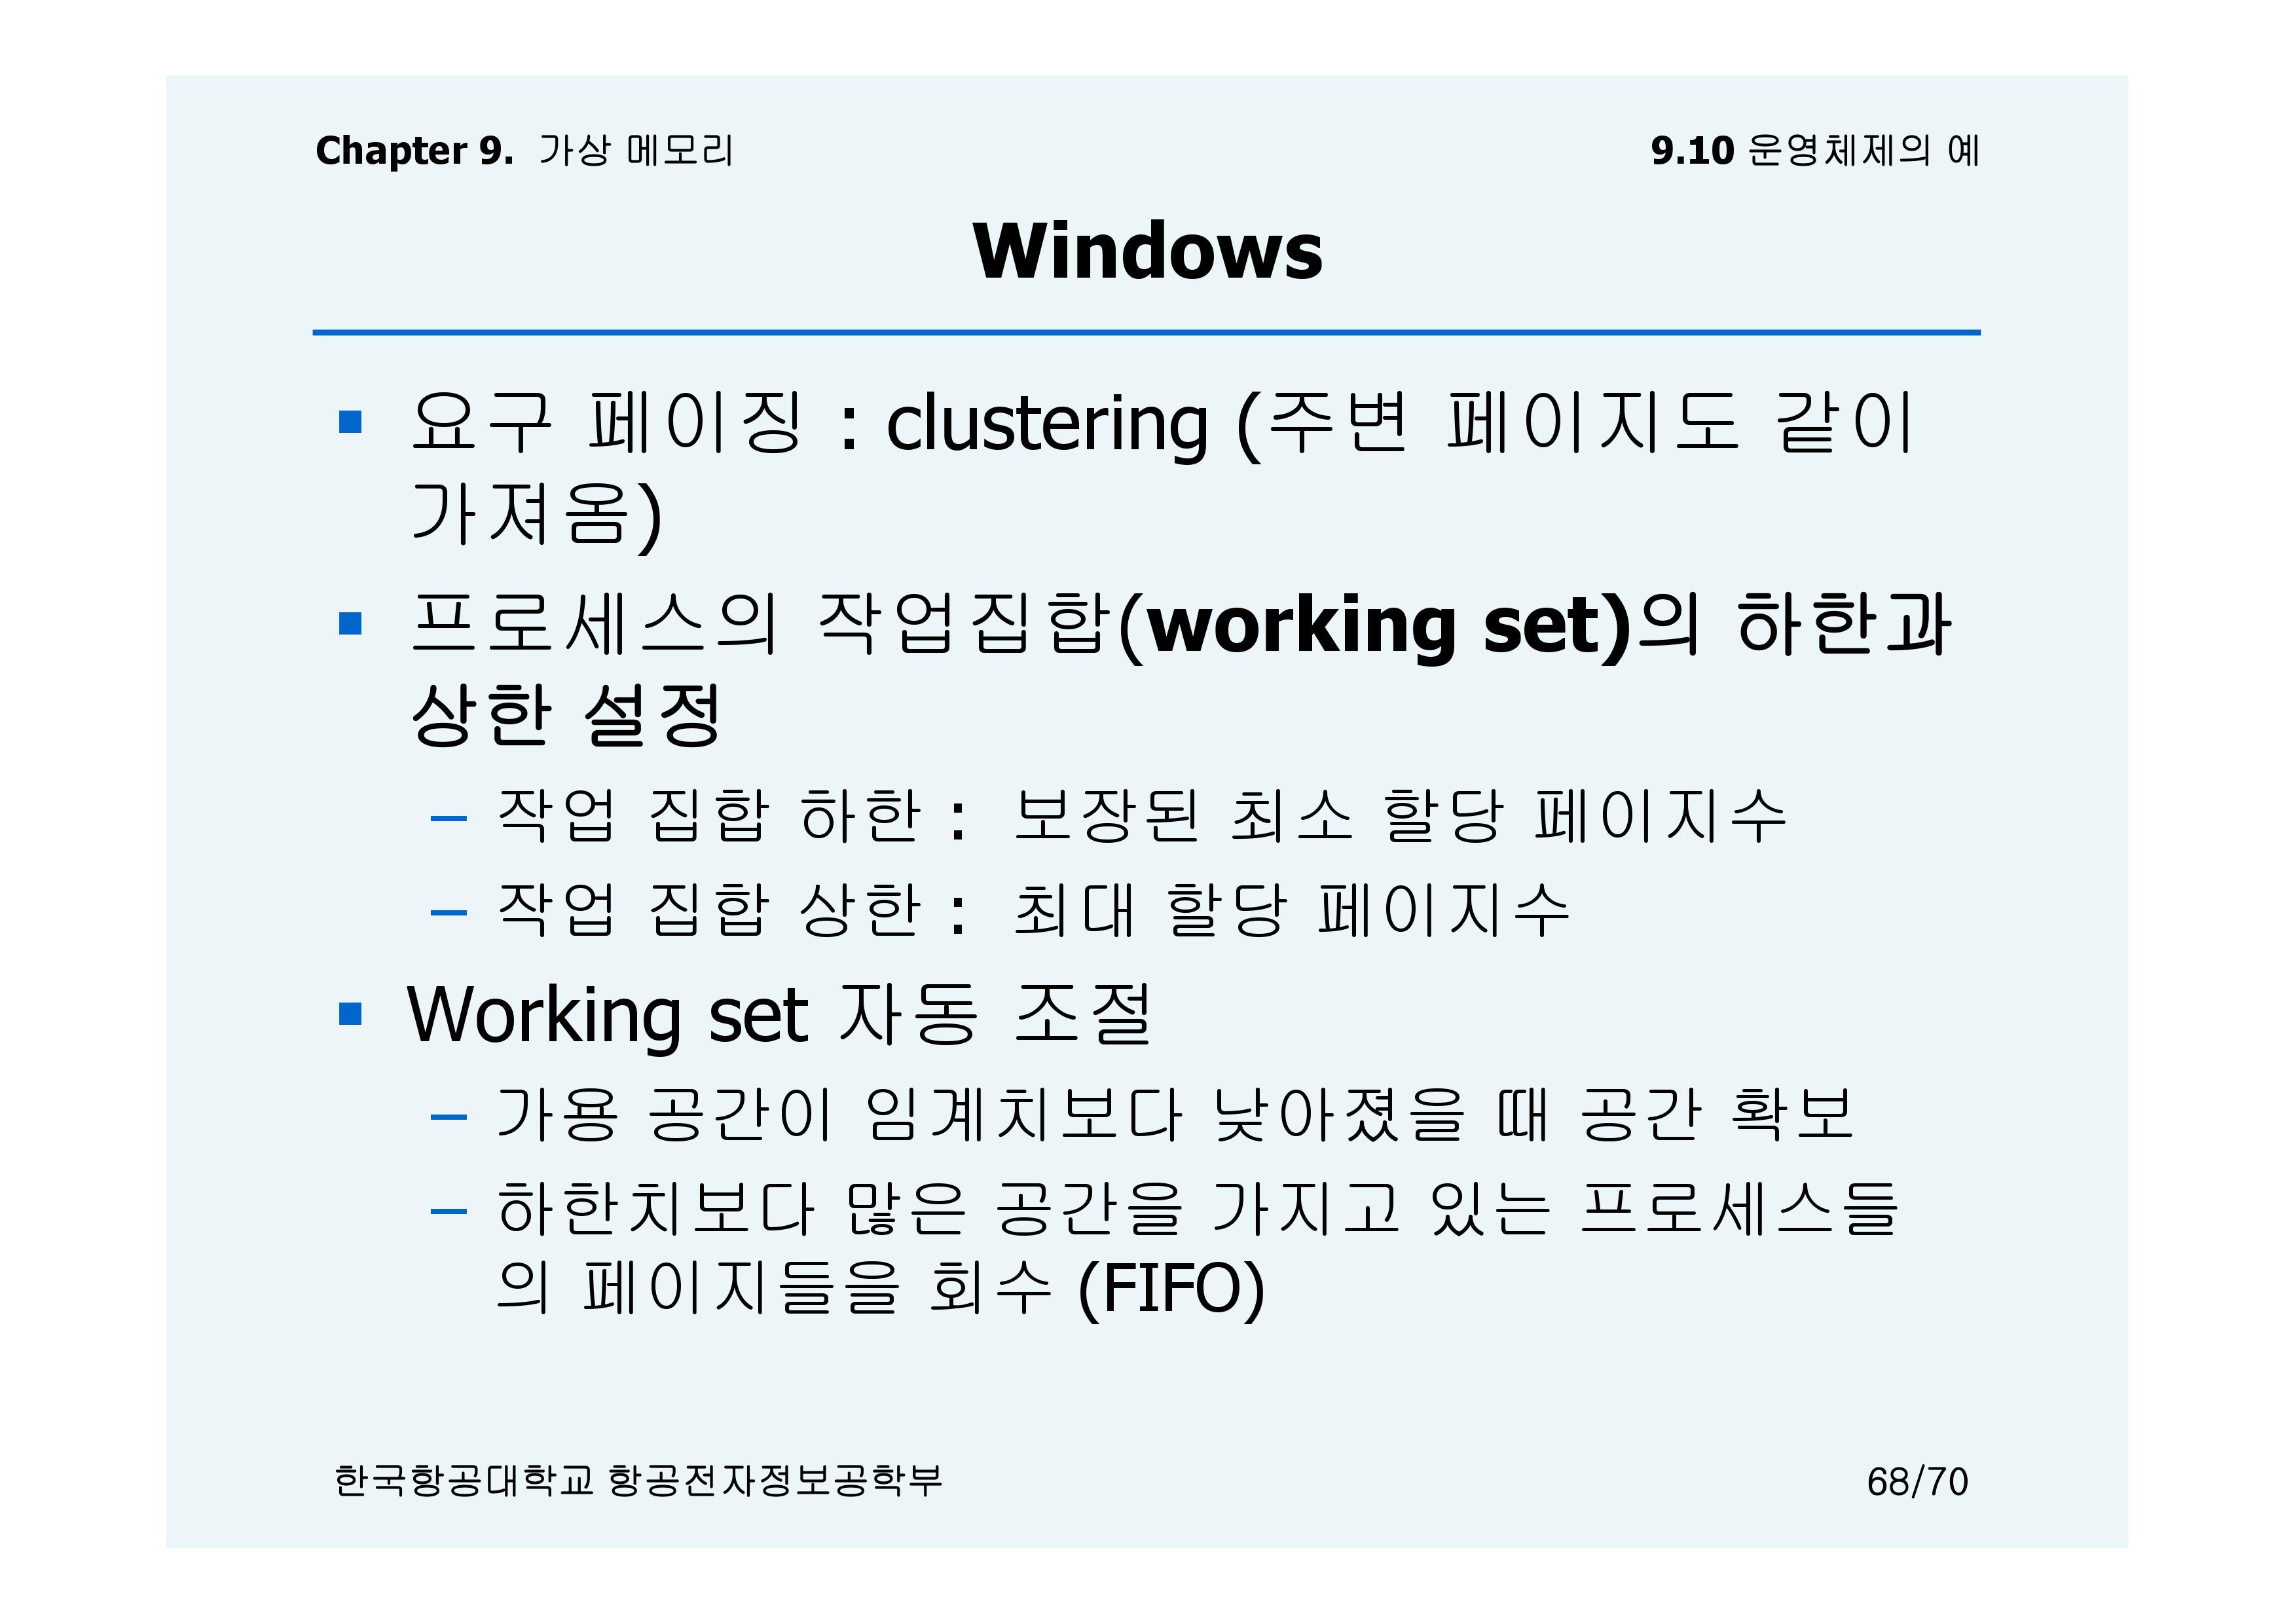 Chapter 9. 가상 메모리
9.10 운영체제의 예
Windows
요구 페이징 : clustering (주변 페이지도 같이
가져옴)
프로세스의 작업집합(working set)의 하한과
상한 설정
– 작업 집합 하한 : 보장된 최소 할당 페이지수
– 작업 집합 상한 : 최대 할당 페이지수
Working set 자동 조절
– 가용 공간이 임계치보다 낮아졌을 때 공간 확보
– 하한치보다 많은 공간을 가지고 있는 프로세스들
의 페이지들을 회수 (FIFO)
한국항공대학교 항공전자정보공학부
68/70